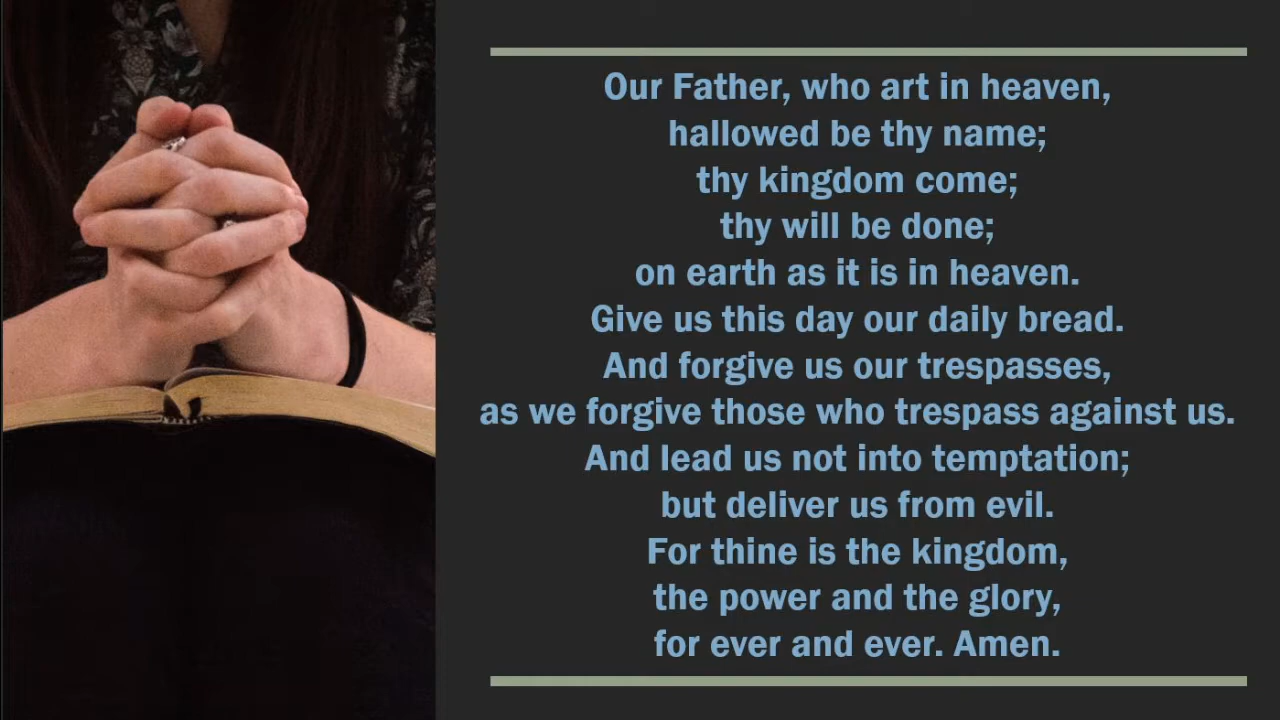 Our Father, who art in heaven,
hallowed be thy name;
thy kingdom come;
thy will be done;
on earth as it is in heaven.
Give us this day our daily bread.
And forgive us our trespasses,
as we forgive those who trespass against us.
And lead us not into temptation;
but deliver us from evil.
For thine is the kingdom,
the power and the glory,
for ever and ever. Amen.